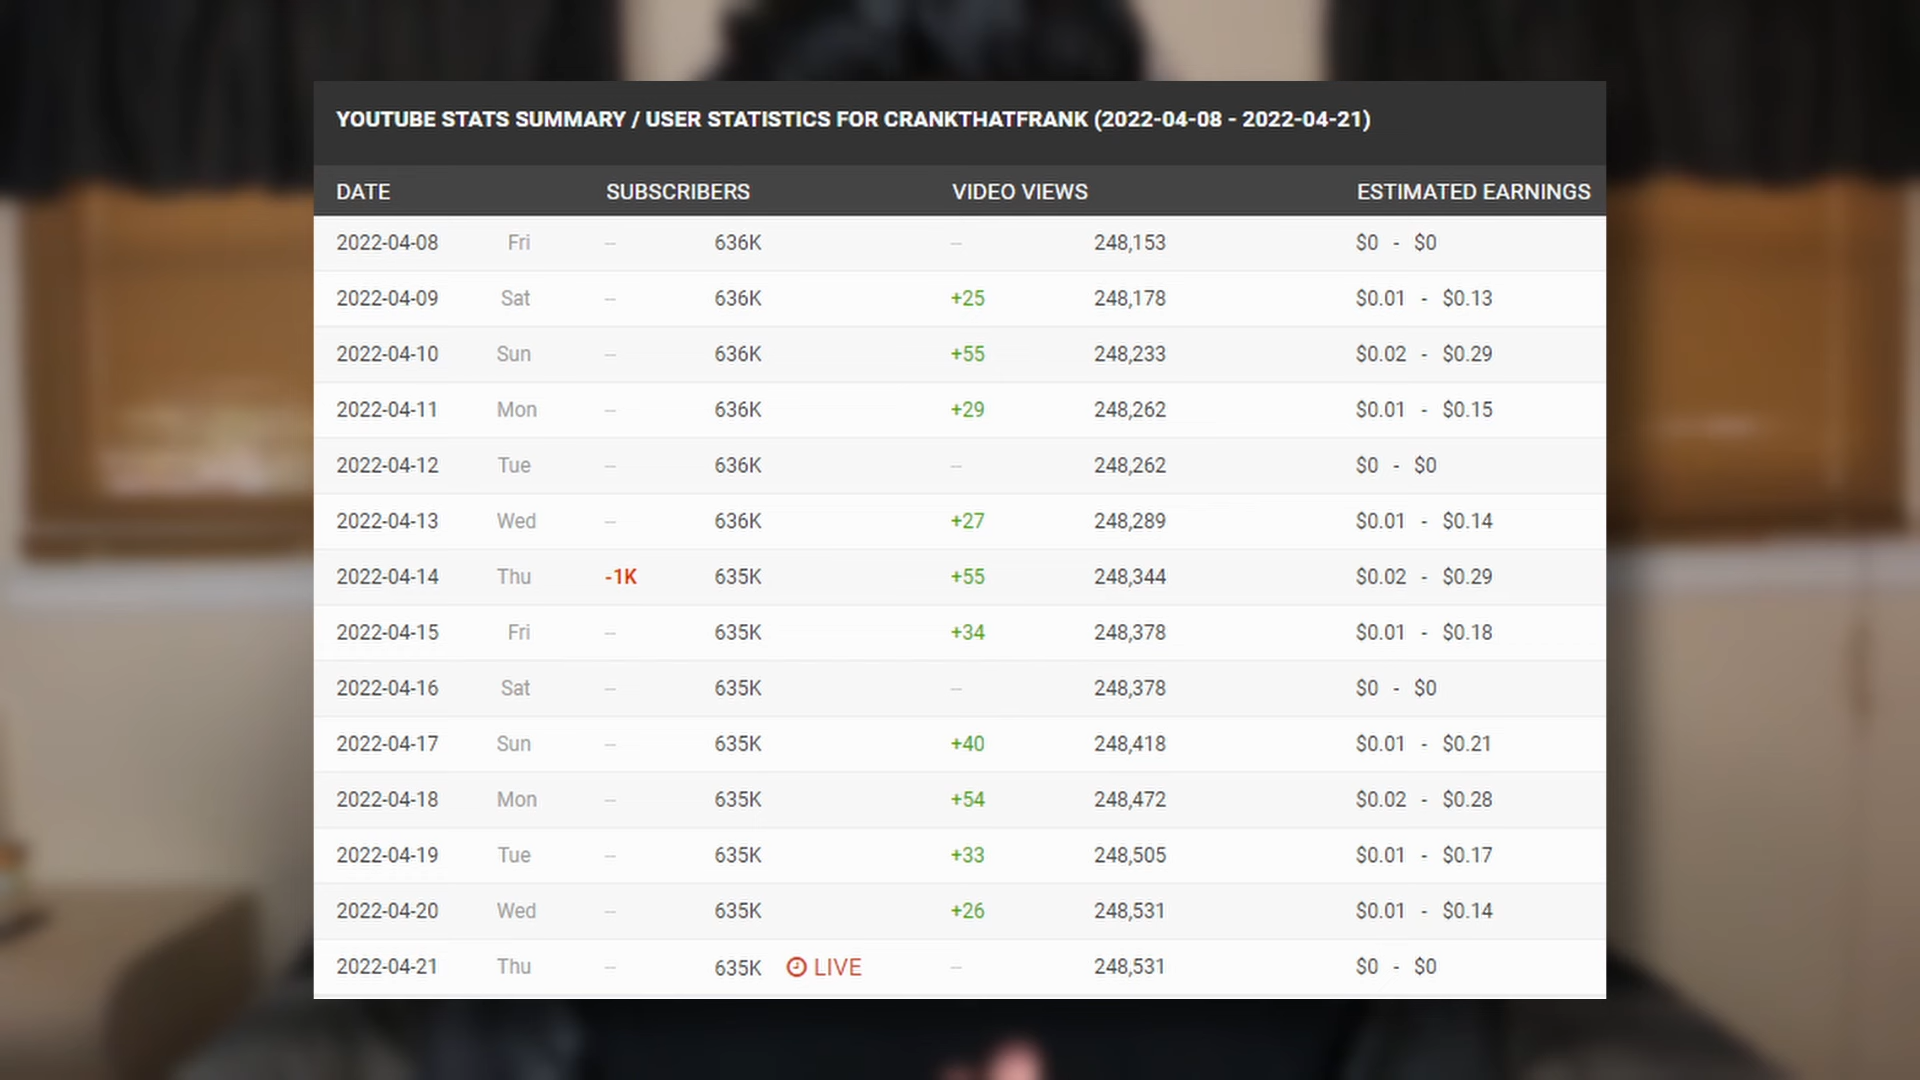 YOUTUBE STATS SUMMARY / USER STATISTICS FOR CRANKTHATFRANK (2022-04-08 - 2022-04-21)
DATE SUBSCRIBERS VIDEO VIEWS ESTIMATED EARNINGS
2022-04-08 Fri -- 636K -- 248,153 $0 - $0
2022-04-09 Sat -- 636K +25 248,178 $0.01 - $0.13
2022-04-10 Sun -- 636K +55 248,233 $0.02 - $0.29
2022-04-11 Mon -- 636K +29 248,262 $0.01 - $0.15
2022-04-12 Tue -- 636K -- 248,262 $0 - $0
2022-04-13 Wed -- 636K +27 248,289 $0.01 - $0.14
2022-04-14 Thu -1K 635K +55 248,344 $0.02 - $0.29
2022-04-15 Fri -- 635K +34 248,378 $0.01 - $0.18
2022-04-16 Sat -- 635K -- 248,378 $0 - $0
2022-04-17 Sun -- 635K +40 248,418 $0.01 - $0.21
2022-04-18 Mon -- 635K +54 248,472 $0.02 - $0.28
2022-04-19 Tue -- 635K +33 248,505 $0.01 - $0.17
2022-04-20 Wed -- 635K +26 248,531 $0.01 - $0.14
2022-04-21 Thu -- 635K LIVE -- 248,531 $0 - $0